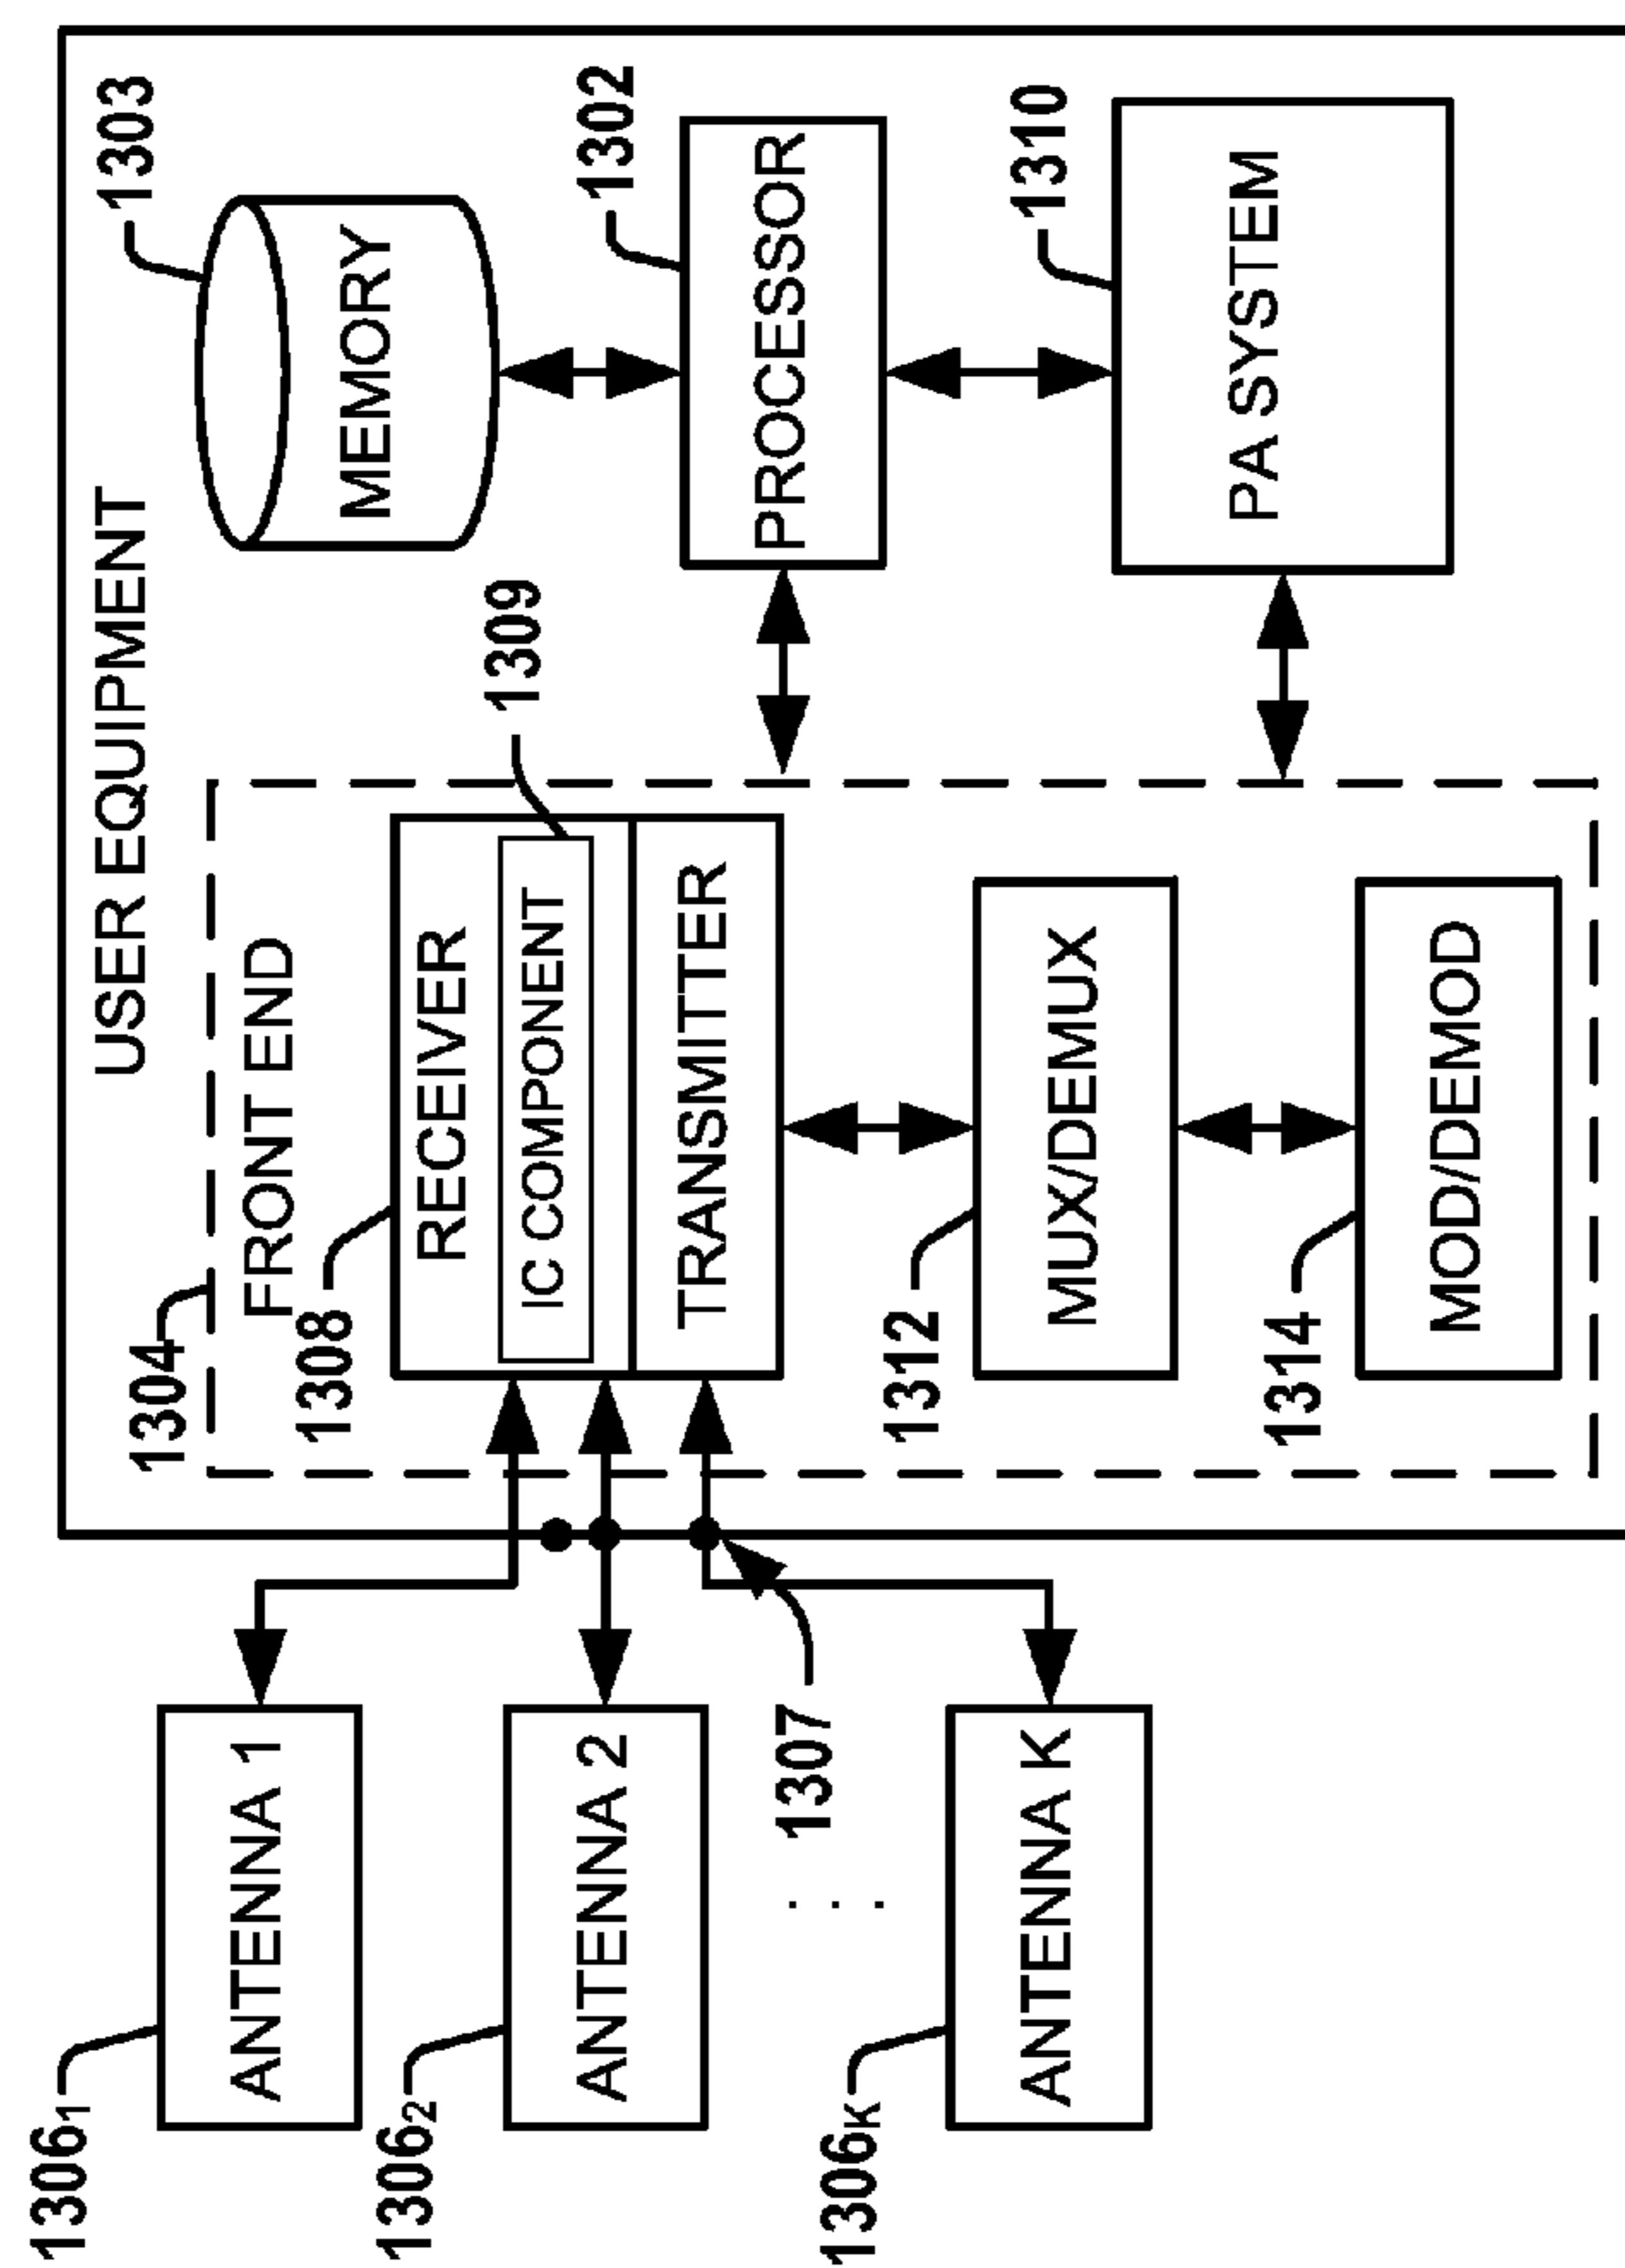 USER EQUIPMENT
1304
FRONT END
1303
MEMORY
1306₁
ANTENNA 1
1308
RECEIVER
1309
IC COMPONENT
1302
PROCESSOR
1306₂
ANTENNA 2
TRANSMITTER
1307
. . .
1312
MUX/DEMUX
1310
PA SYSTEM
1306K
ANTENNA K
1314
MOD/DEMOD